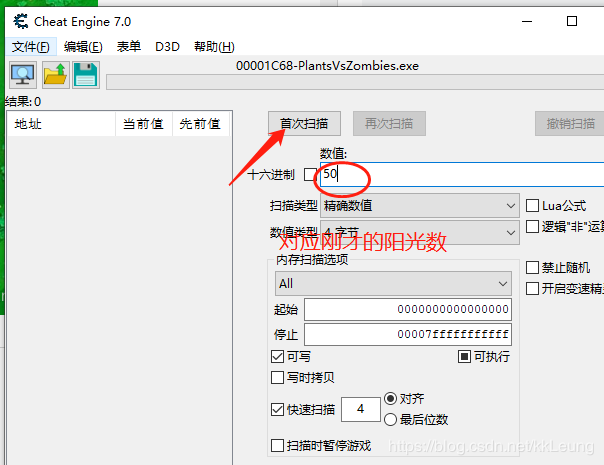 Cheat Engine 7.0
文件(F) 编辑(E) 表单 D3D 帮助(H)
00001C68-PlantsVsZombies.exe
结果: 0
地址 当前值 先前值
首次扫描 再次扫描 撤销扫描
数值:
十六进制 50
扫描类型 精确数值 Lua公式
数值类型 4 字节 逻辑"非"运算
对应刚才的阳光数
内存扫描选项
All 禁止随机
开启变速精
起始 0000000000000000
停止 00007fffffffffff
可写 可执行
写时拷贝
快速扫描 4 对齐
最后位数
扫描时暂停游戏
https://blog.csdn.net/kkLeung